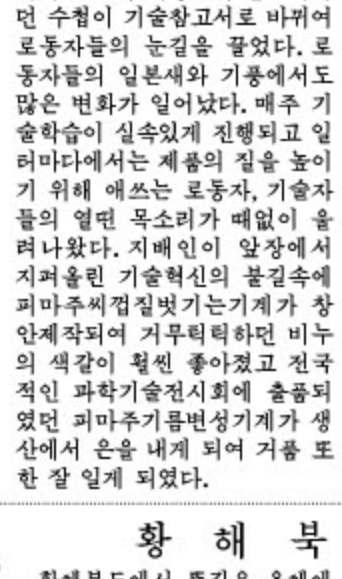 던 수첩이 기술참고서로 바뀌여
로동자들의 눈길을 끌었다. 로
동자들의 일본새와 기풍에서도
많은 변화가 일어났다. 매주 기
술학습이 실속있게 진행되고 일
터마다에서는 제품의 질을 높이
기 위해 애쓰는 로동자, 기술자
들의 열띤 목소리가 때없이 울
려나왔다. 지배인이 앞장에서
지펴올린 기술혁신의 불길속에
피마주씨껍질벗기는기계가 창
안제작되여 거무틱틱하던 비누
의 색갈이 훨씬 좋아졌고 전국
적인 과학기술전시회에 출품되
였던 피마주기름변성기계가 생
산에서 은을 내게 되여 거품 또
한 잘 일게 되였다.
황 해 북